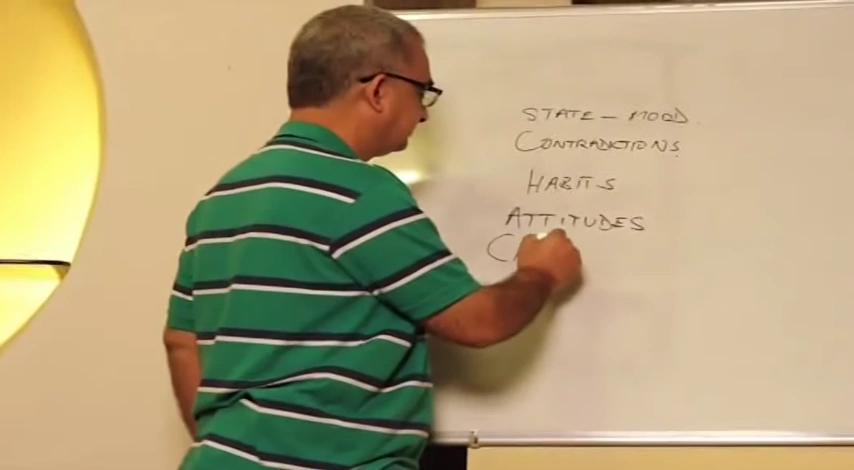 STATE - MOOD
CONTRADICTIONS
HABITS
ATTITUDES
C